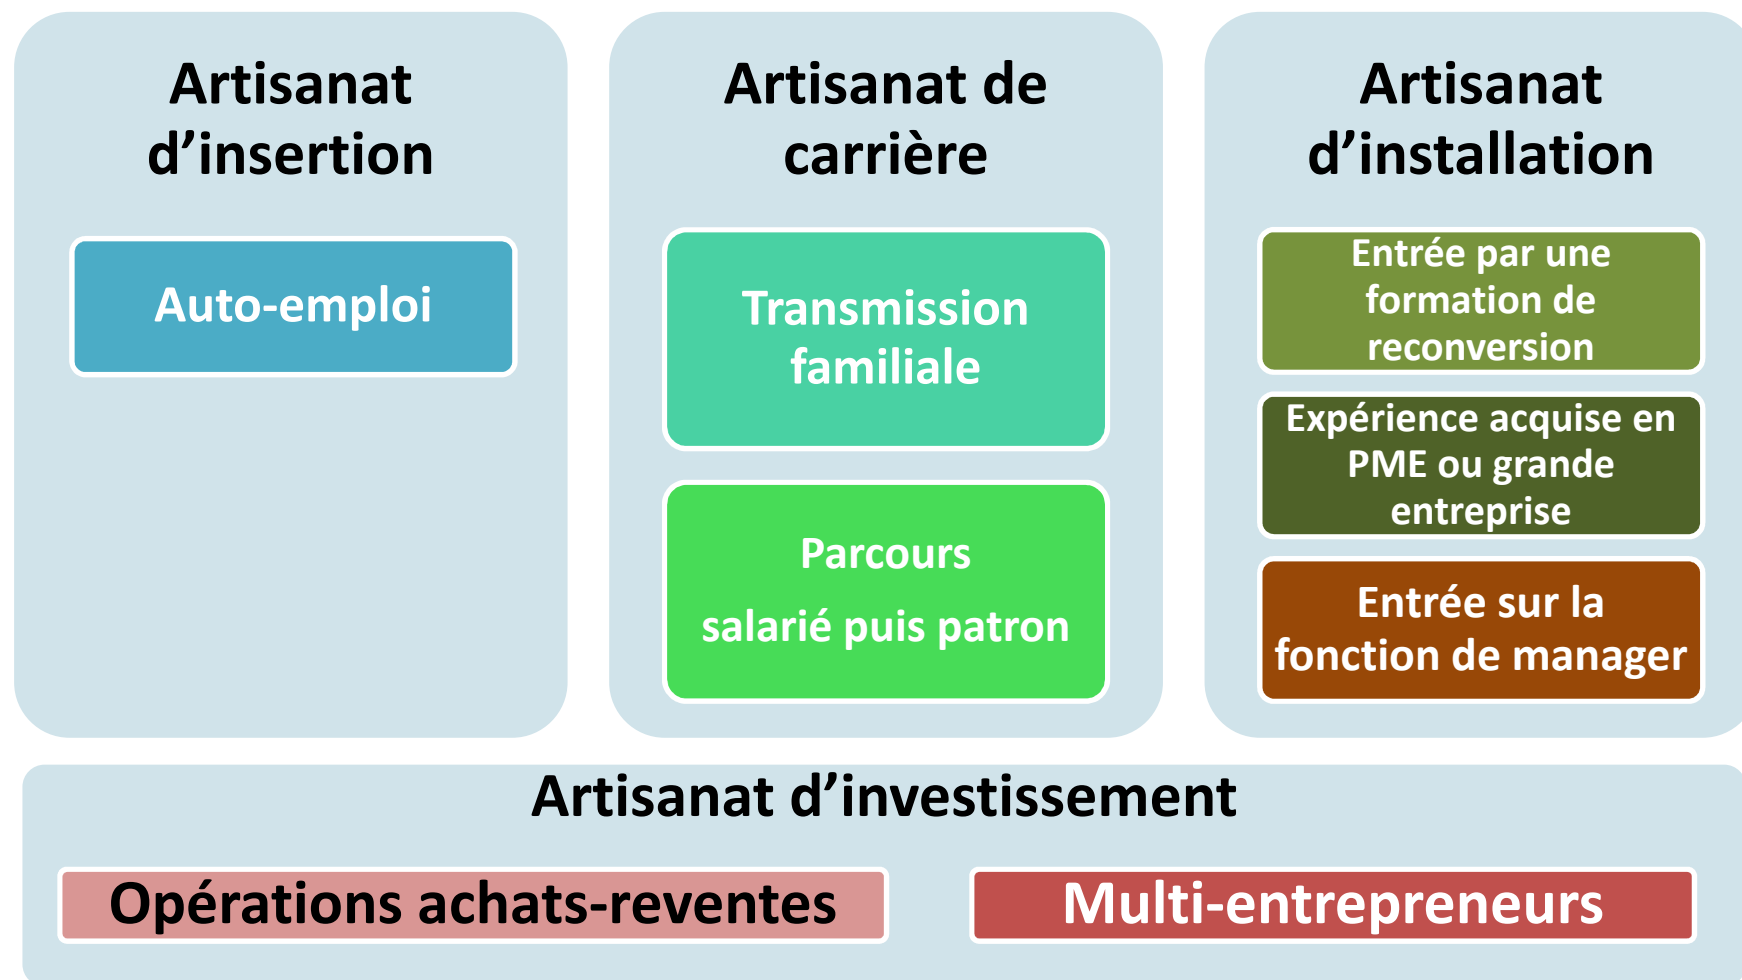 Artisanat
d’insertion
Auto-emploi
Artisanat de
carrière
Transmission
familiale
Parcours
salarié puis patron
Artisanat
d’installation
Entrée par une
formation de
reconversion
Expérience acquise en
PME ou grande
entreprise
Entrée sur la
fonction de manager
Artisanat d’investissement
Opérations achats-reventes
Multi-entrepreneurs